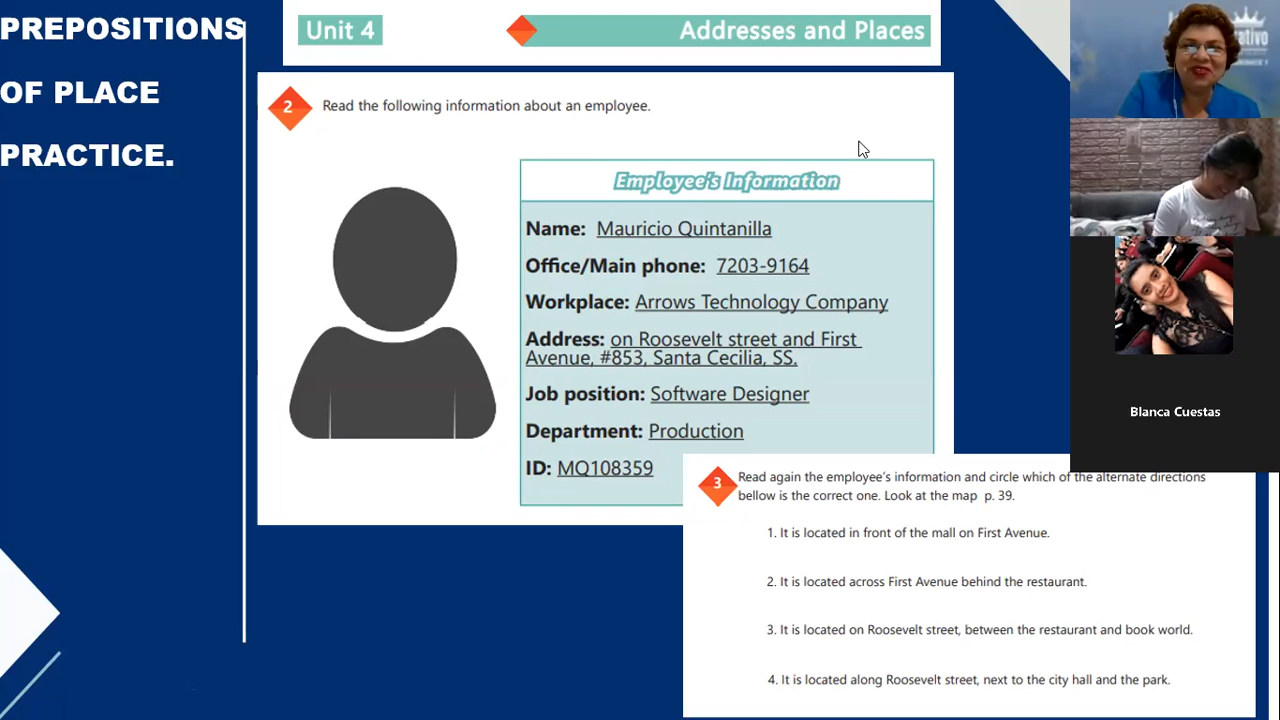 PREPOSITIONS
OF PLACE
PRACTICE.
Unit 4
Addresses and Places
2
Read the following information about an employee.
Employee's Information
Name: Mauricio Quintanilla
Office/Main phone: 7203-9164
Workplace: Arrows Technology Company
Address: on Roosevelt street and First
Avenue, #853, Santa Cecilia, SS.
Job position: Software Designer
Department: Production
ID: MQ108359
3
Read again the employee's information and circle which of the alternate directions
bellow is the correct one. Look at the map p. 39.
1. It is located in front of the mall on First Avenue.
2. It is located across First Avenue behind the restaurant.
3. It is located on Roosevelt street, between the restaurant and book world.
4. It is located along Roosevelt street, next to the city hall and the park.
Blanca Cuestas